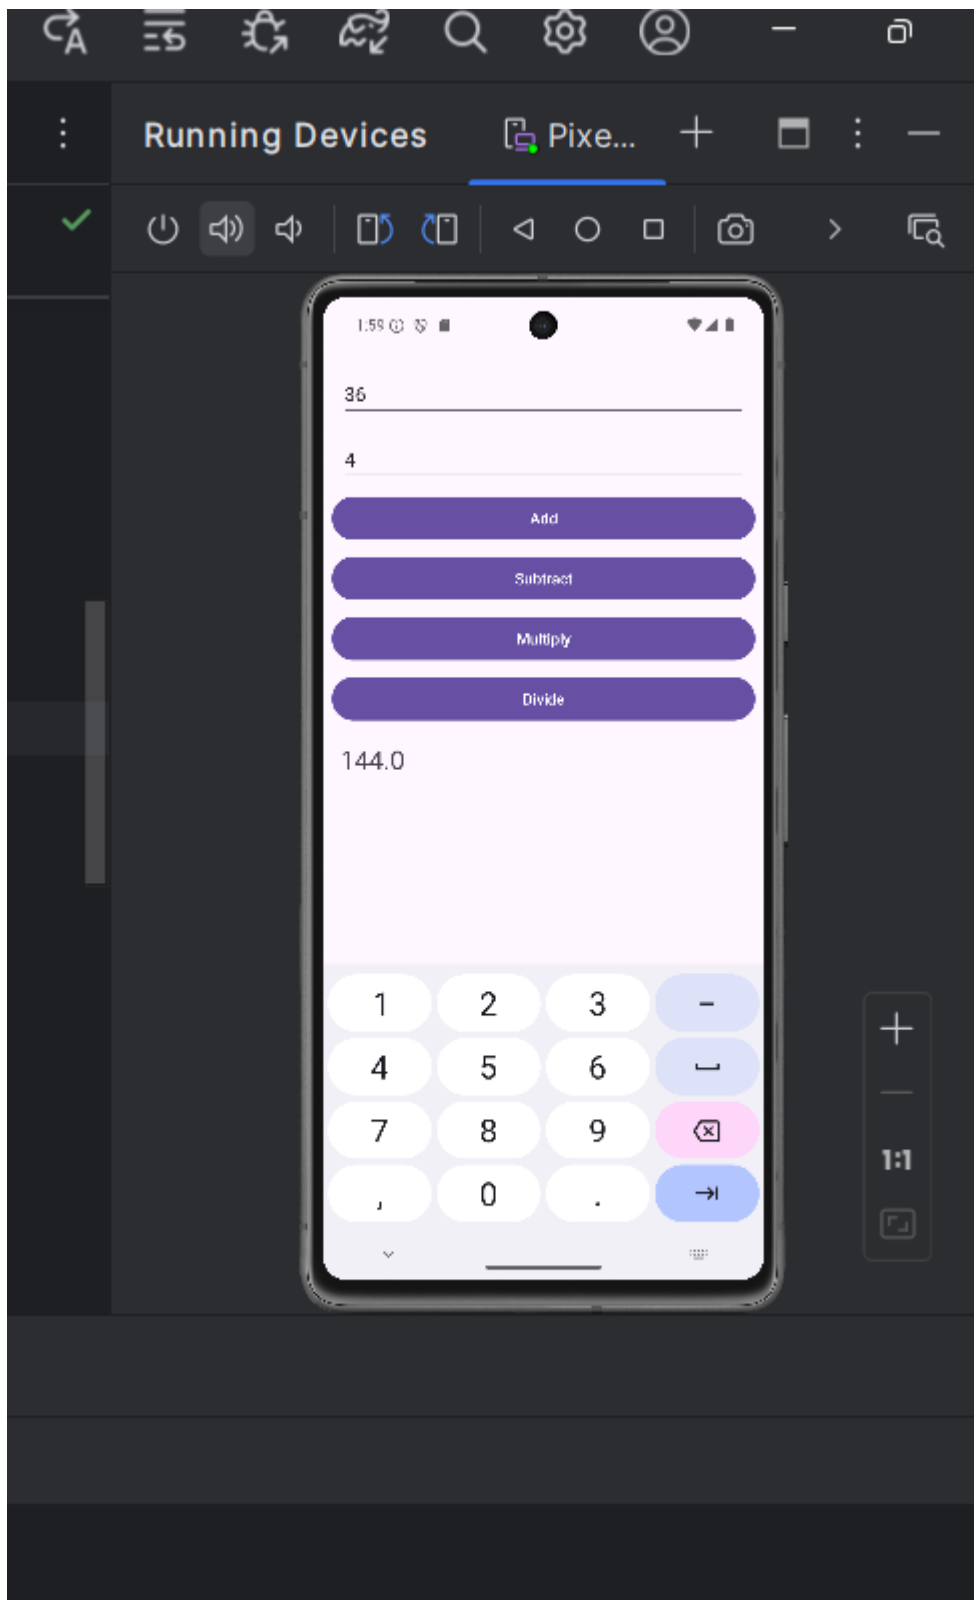 Running Devices Pixe...
1:59
36
4
Add
Subtract
Multiply
Divide
144.0
1 2 3 -
4 5 6
7 8 9
, 0 .
1:1